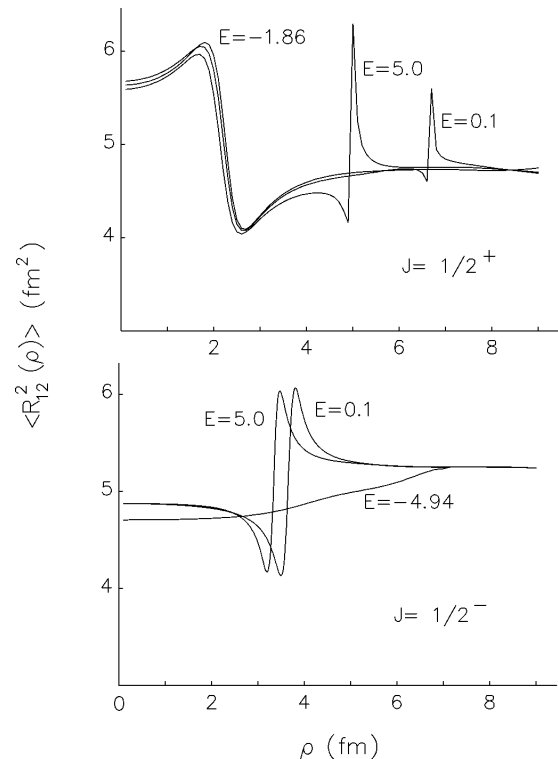 6
E=−1.86
E=5.0
E=0.1
5
4
J= 1/2⁺
2
4
6
8
<R²₁₂(ρ)> (fm²)
6
E=5.0
E=0.1
5
E=−4.94
4
J= 1/2⁻
0
2
4
6
8
ρ (fm)